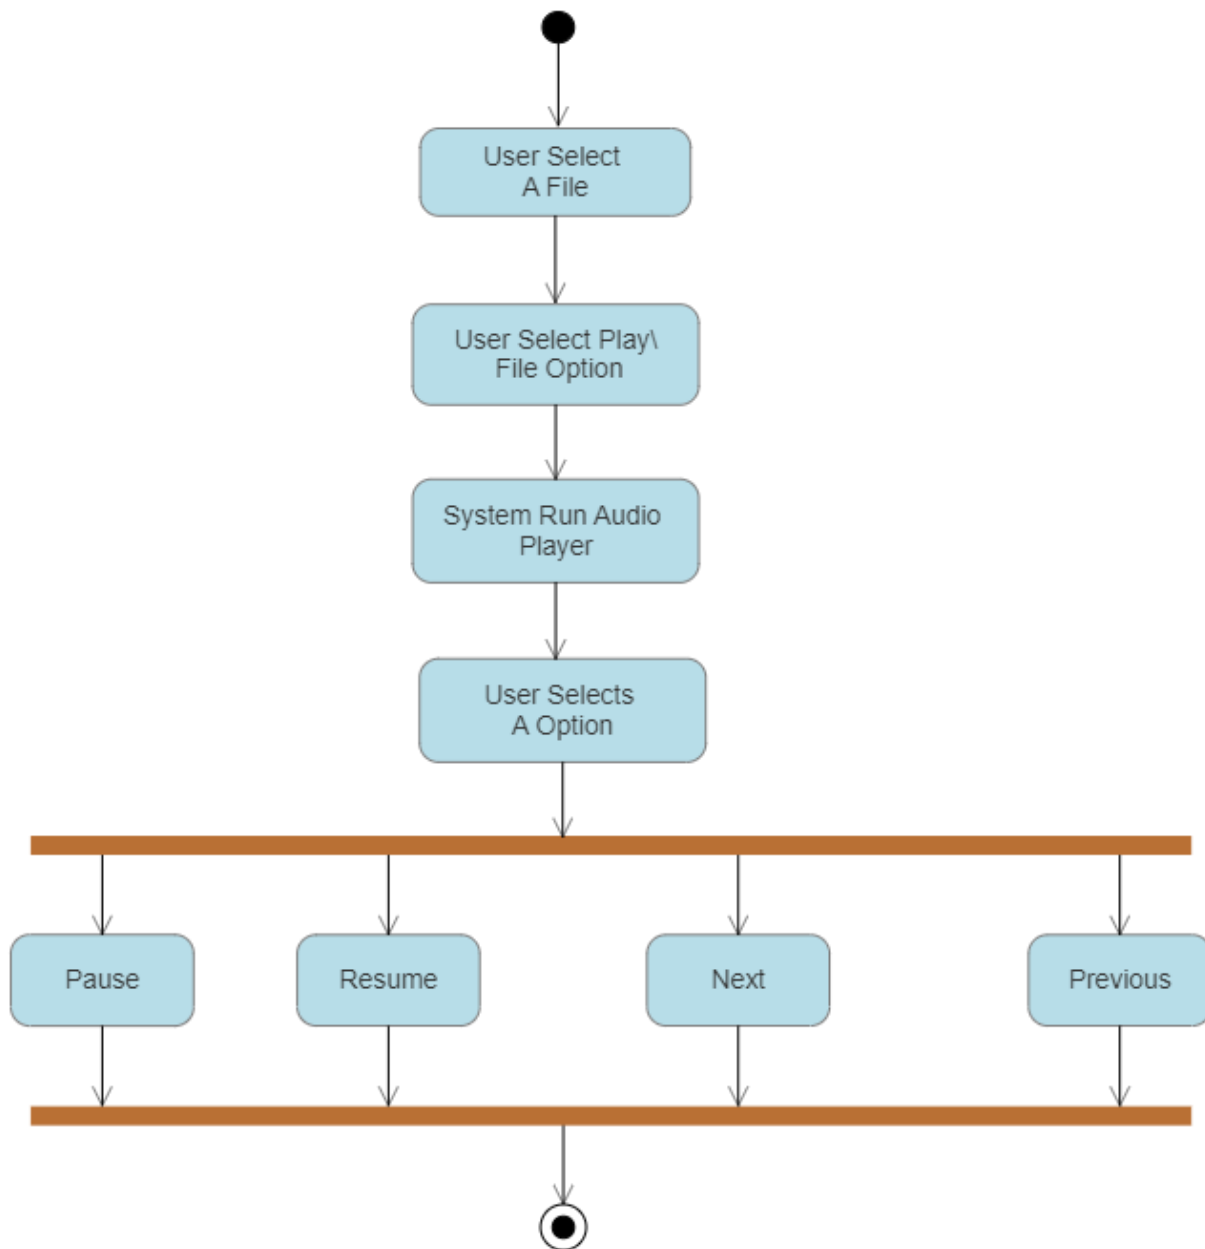 User Select
A File
User Select Play\
File Option
System Run Audio
Player
User Selects
A Option
Pause
Resume
Next
Previous